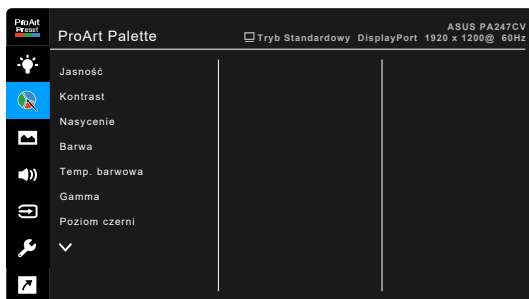 ProArt
Preset
ProArt Palette
ASUS PA247CV
Tryb Standardowy DisplayPort 1920 x 1200@ 60Hz
Jasność
Kontrast
Nasycenie
Barwa
Temp. barwowa
Gamma
Poziom czerni